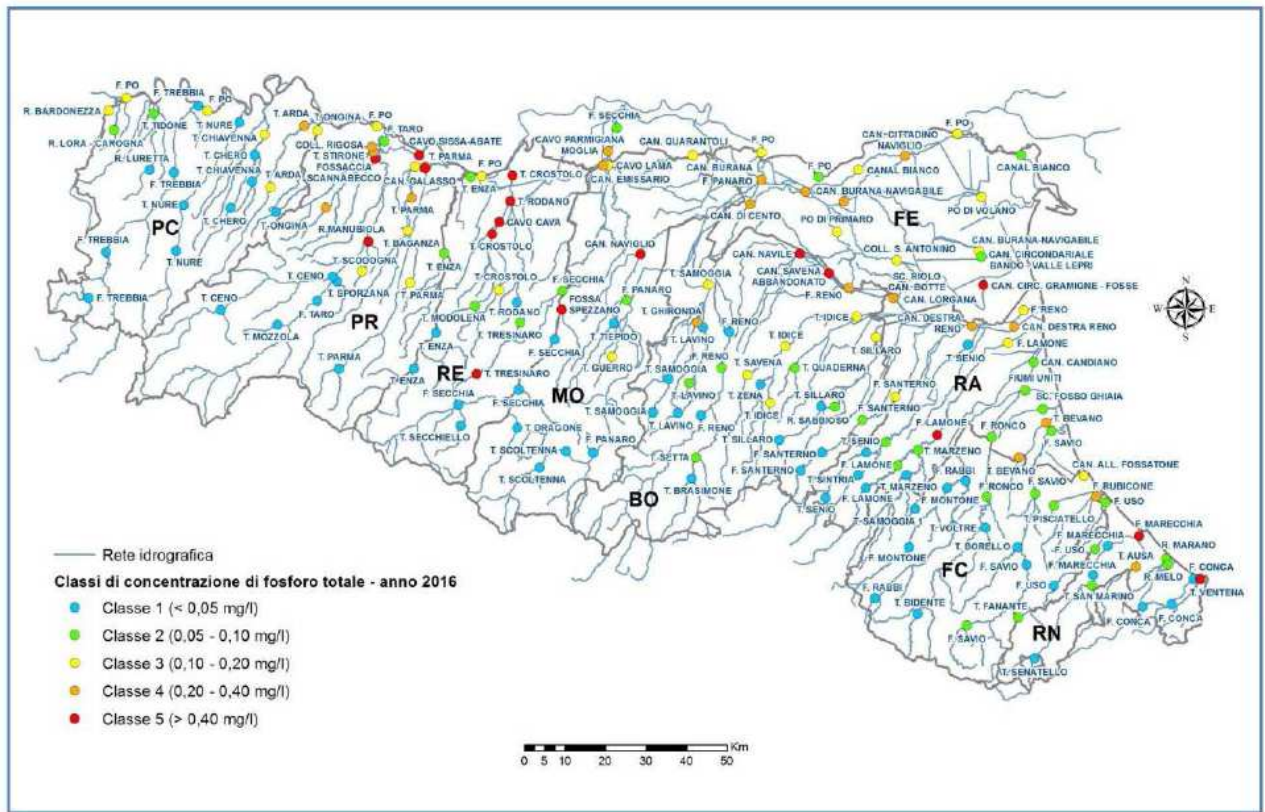 F. PO
F. TREBBIA
F. PO
R. BARDONEZZA
T. TIDONE
T. NURE
T. ARDA
T. ONGINA
F. PO
F. TARO
R. LORA - CAROGNA
T. CHIAVENNA
COLL. RIGOSA
CAVO SISSA-ABATE
R. LURETTA
T. CHERO
T. STIRONE
T. PARMA
FOSSACCIA
SCANNABECCO
CAN. GALASSO
F. PO
T. ENZA
T. CROSTOLO
F. TREBBIA
T. CHIAVENNA
T. ARDA
T. NURE
T. CHERO
T. ONGINA
T. PARMA
T. RODANO
PC
R. MANUBIOLA
T. BAGANZA
CAVO CAVA
T. CROSTOLO
F. TREBBIA
T. NURE
T. SCODOGNA
T. ENZA
F. TREBBIA
T. CENO
T. SPORZANA
T. PARMA
T. CENO
F. TARO
PR
T. MOZZOLA
T. PARMA
F. SECCHIA
CAVO PARMIGIANA
MOGLIA
CAN. QUARANTOLI
F. PO
CAN. CITTADINO
NAVIGLIO
F. PO
CAVO LAMA
CAN. EMISSARIO
CAN. BURANA
F. PANARO
F. PO
CANAL BIANCO
CANAL BIANCO
CAN. BURANA-NAVIGABILE
CAN. DI CENTO
PO DI PRIMARO
FE
PO DI VOLANO
CAN. NAVIGLIO
CAN. NAVILE
COLL. S. ANTONINO
CAN. BURANA-NAVIGABILE
CAN. CIRCONDARIALE
BANDO - VALLE LEPRI
CAN. SAVENA
ABBANDONATO
SC. RIOLO
CAN. BOTTE
F. RENO
CAN. LORGANA
CAN. CIRC. GRAMIGNE - FOSSE
T. CROSTOLO
F. SECCHIA
F. PANARO
T. SAMOGGIA
T. MODOLENA
T. RODANO
FOSSA
SPEZZANO
T. GHIRONDA
T. TRESINARO
T. TIEPIDO
T. LAVINO
F. RENO
T. IDICE
CAN. DESTRA
RENO
F. RENO
CAN. DESTRA RENO
T. ENZA
F. SECCHIA
T. GUERRO
F. RENO
T. IDICE
T. SILLARO
T. SENIO
F. LAMONE
RE
T. ENZA
T. TRESINARO
MO
T. SAMOGGIA
T. SAVENA
T. QUADERNA
RA
CAN. CANDIANO
F. SECCHIA
F. SECCHIA
T. LAVINO
T. ZENA
T. SILLARO
F. SANTERNO
FIUMI UNITI
SC. FOSSO GHIAIA
T. SAMOGGIA
T. LAVINO
F. RENO
T. IDICE
R. SABBIOSO
F. SANTERNO
F. LAMONE
T. BEVANO
T. SECCHIELLO
T. DRAGONE
F. PANARO
T. SILLARO
T. SENIO
T. MARZENO
F. RONCO
F. SAVIO
T. SCOLTENNA
T. SETTA
F. SANTERNO
F. SANTERNO
F. LAMONE
F. RABBI
T. BEVANO
CAN. ALL. FOSSATONE
T. SCOLTENNA
T. BRASIMONE
T. SINTRIA
T. MARZENO
F. RONCO
F. SAVIO
F. RUBICONE
BO
T. SENIO
F. LAMONE
F. MONTONE
F. USO
T. SAMOGGIA 1
T. VOLTRE
T. PISCIATELLO
F. MARECCHIA
F. MARECCHIA
F. MONTONE
T. BORELLO
F. USO
T. AUSA
R. MARANO
FC
F. SAVIO
F. MARECCHIA
R. MELO
F. CONCA
F. RABBI
T. BIDENTE
F. USO
T. SAN MARINO
T. VENTENA
T. FANANTE
F. CONCA
F. CONCA
F. SAVIO
RN
T. SENATELLO
N
W
E
S
Rete idrografica
Classi di concentrazione di fosforo totale - anno 2016
Classe 1 (< 0,05 mg/l)
Classe 2 (0,05 - 0,10 mg/l)
Classe 3 (0,10 - 0,20 mg/l)
Classe 4 (0,20 - 0,40 mg/l)
Classe 5 (> 0,40 mg/l)
Km
0 5 10 20 30 40 50